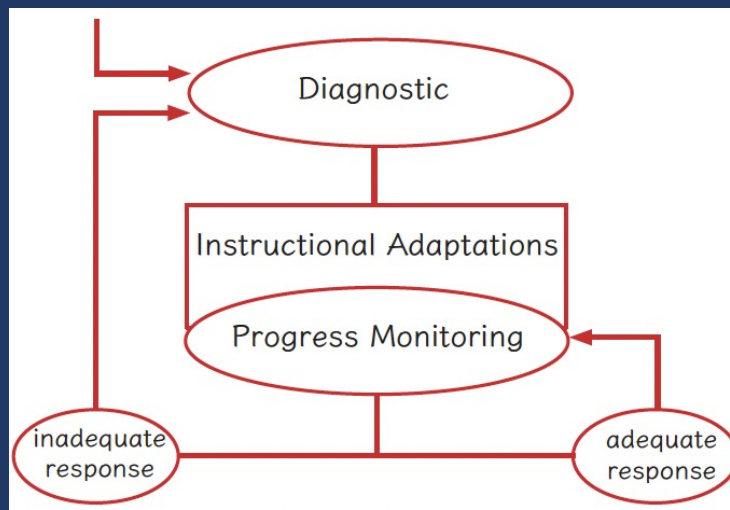 Diagnostic
Instructional Adaptations
Progress Monitoring
inadequate
response
adequate
response